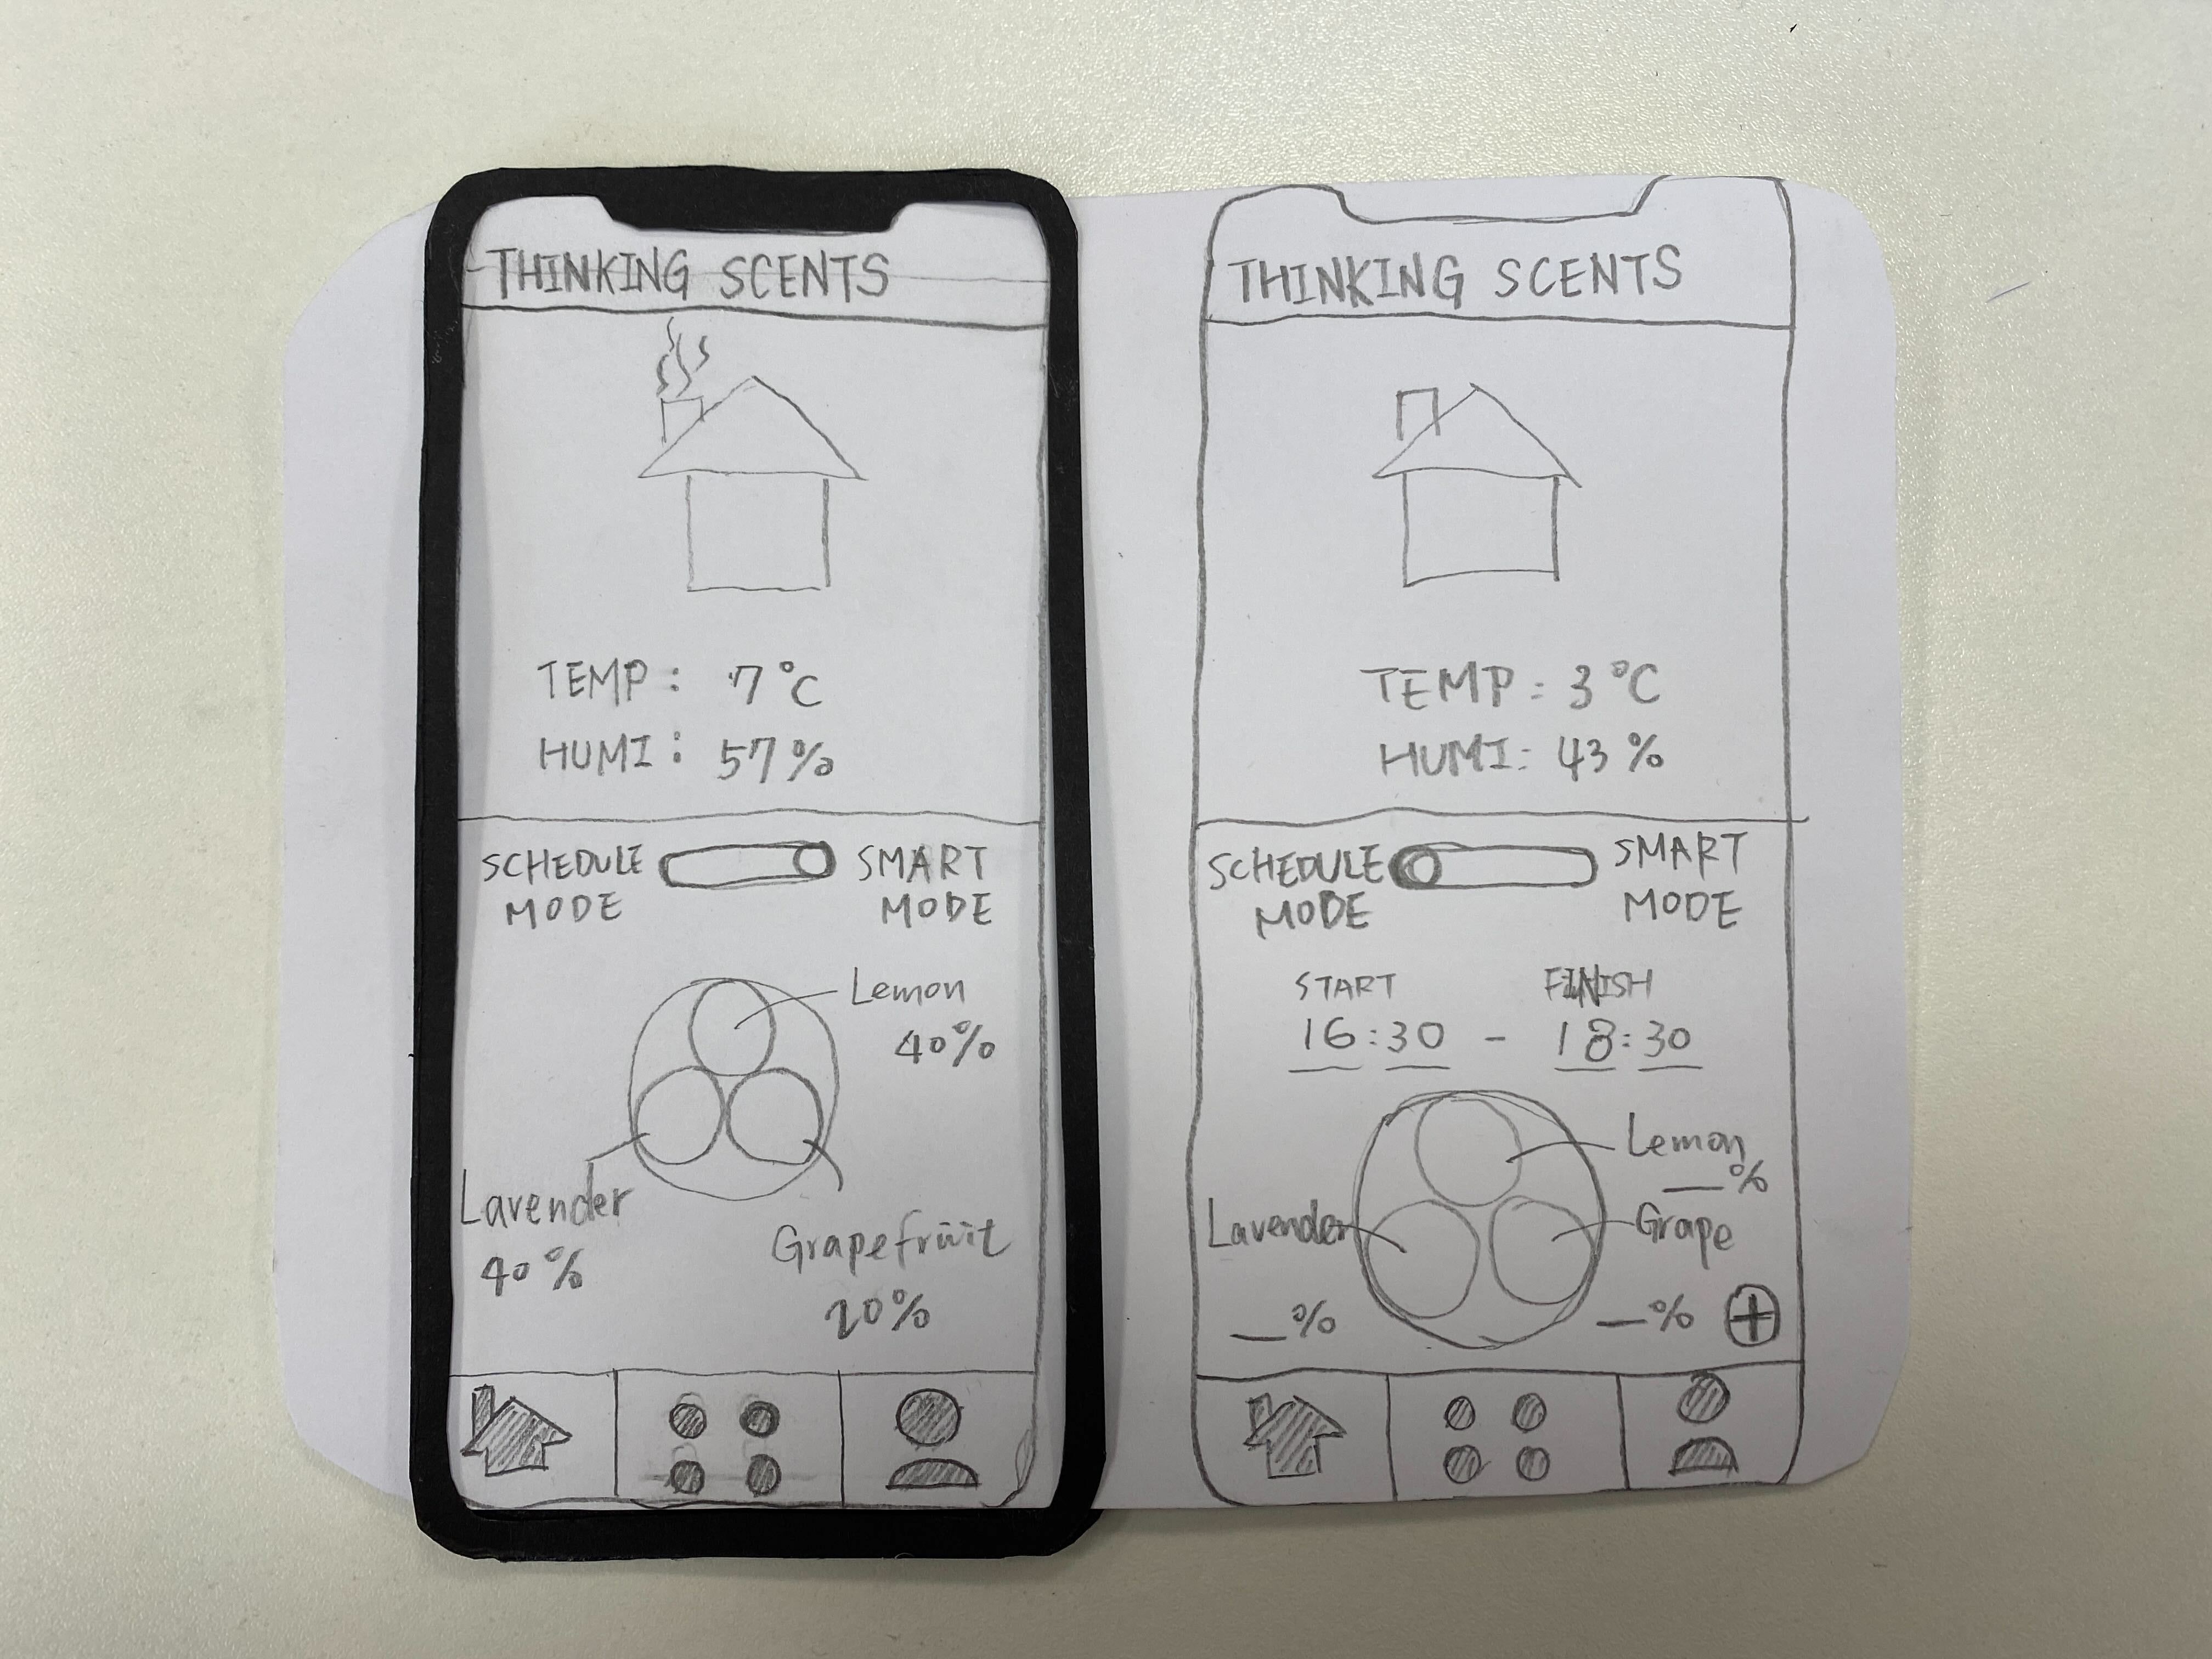 THINKING SCENTS
TEMP: 7°C
HUMI: 57%
SCHEDULE MODE
SMART MODE
Lemon
40%
Lavender
40%
Grapefruit
20%
THINKING SCENTS
TEMP: 3°C
HUMI: 43%
SCHEDULE MODE
SMART MODE
START
FINISH
16:30 - 18:30
Lemon
__%
Lavender
__%
Grape
__%
+